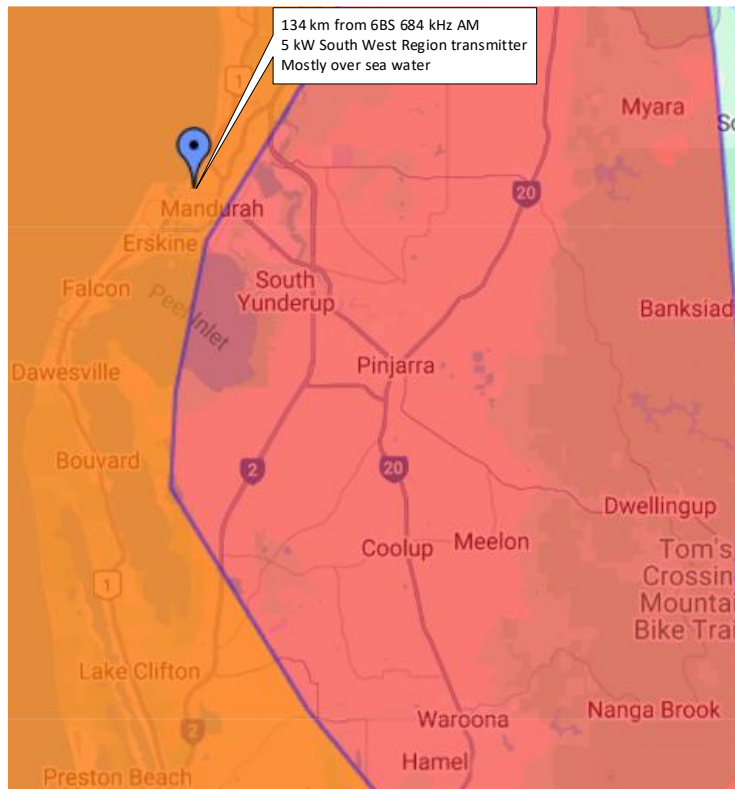 134 km from 6BS 684 kHz AM
5 kW South West Region transmitter
Mostly over sea water
1
Myara
So
20
Mandurah
Erskine
South
Yunderup
Falcon
Peel Inlet
Banksiad
Pinjarra
Dawesville
Bouvard
2
20
Dwellingup
Coolup
Meelon
Tom's
Crossin
Mountai
Bike Trai
1
Lake Clifton
Nanga Brook
Waroona
2
Hamel
Preston Beach